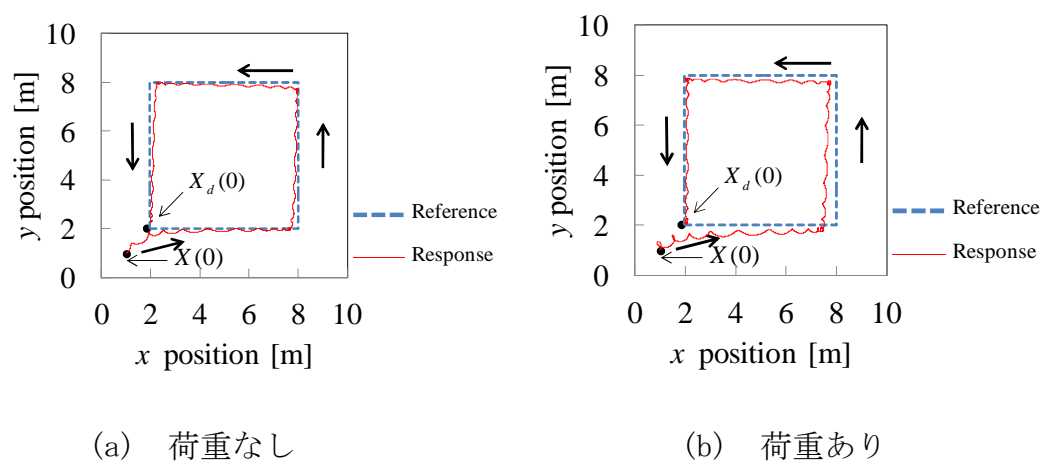 10
8
6
4
2
0
y position [m]
X_d(0)
X(0)
Reference
Response
0 2 4 6 8 10
x position [m]
(a) 荷重なし
10
8
6
4
2
0
y position [m]
X_d(0)
X(0)
Reference
Response
0 2 4 6 8 10
x position [m]
(b) 荷重あり